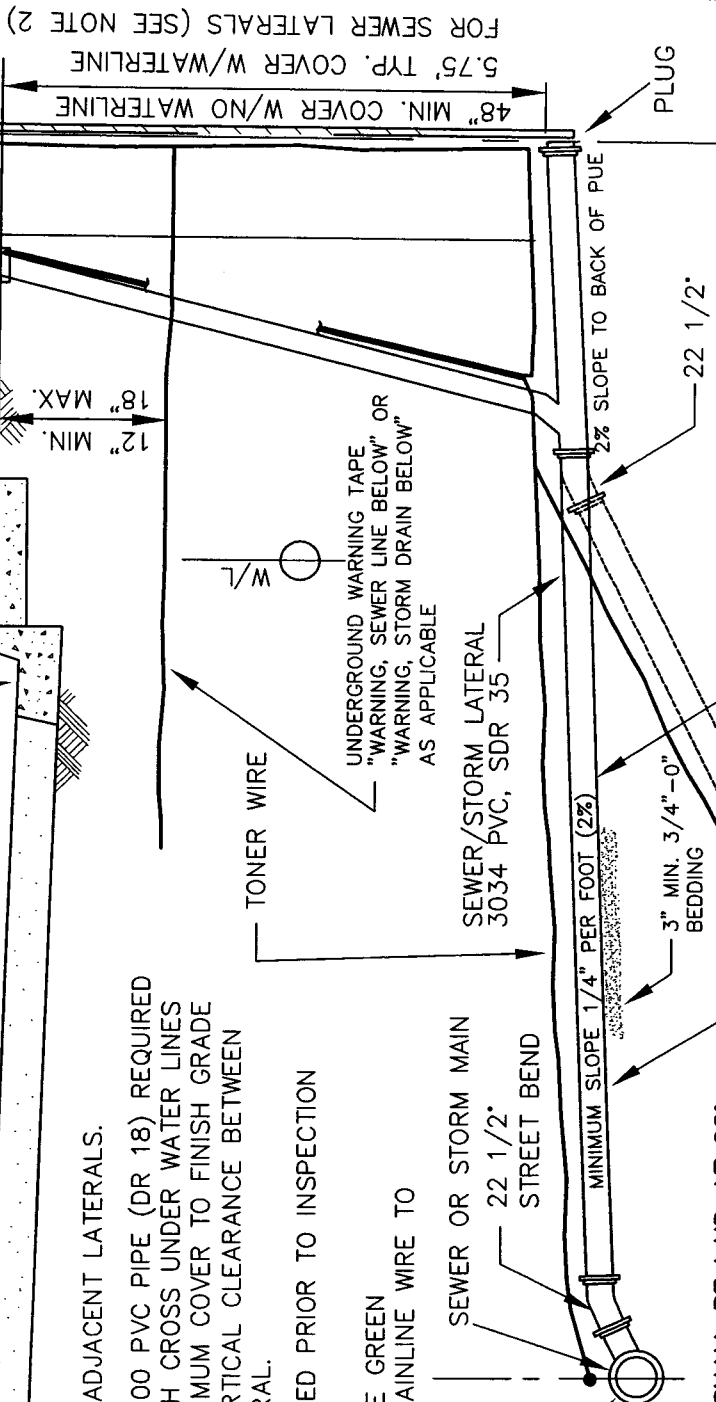 48" MIN. COVER W/NO WATERLINE
5.75' TYP. COVER W/WATERLINE
FOR SEWER LATERALS (SEE NOTE 2)
PLUG
2% SLOPE TO BACK OF PUE
22 1/2°
12" MIN.
18" MAX.
W/L
UNDERGROUND WARNING TAPE
"WARNING, SEWER LINE BELOW" OR
"WARNING, STORM DRAIN BELOW"
AS APPLICABLE
TONER WIRE
SEWER/STORM LATERAL
3034 PVC, SDR 35
MINIMUM SLOPE 1/4" PER FOOT (2%)
3" MIN. 3/4"-0"
BEDDING
SEWER OR STORM MAIN
22 1/2°
STREET BEND
ADJACENT LATERALS.
00 PVC PIPE (DR 18) REQUIRED
H CROSS UNDER WATER LINES
MUM COVER TO FINISH GRADE
RTICAL CLEARANCE BETWEEN
RAL.
ED PRIOR TO INSPECTION
E GREEN
AINLINE WIRE TO